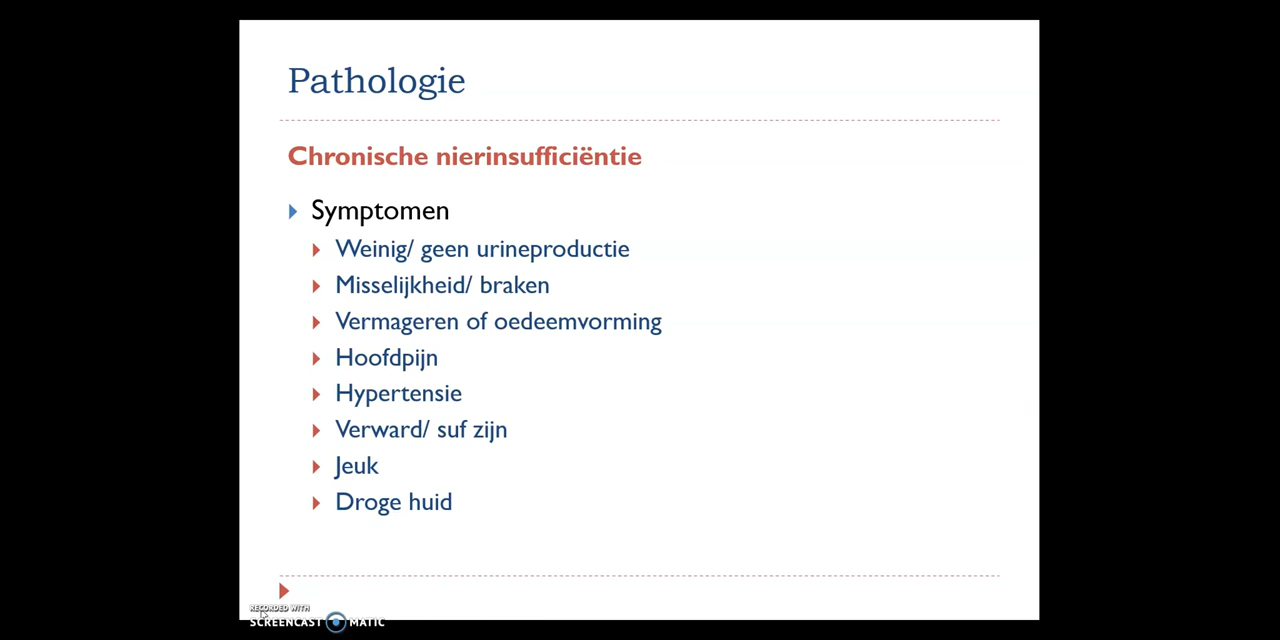 Pathologie
Chronische nierinsufficiëntie
Symptomen
Weinig/ geen urineproductie
Misselijkheid/ braken
Vermageren of oedeemvorming
Hoofdpijn
Hypertensie
Verward/ suf zijn
Jeuk
Droge huid
RECORDED WITH
SCREENCAST MATIC